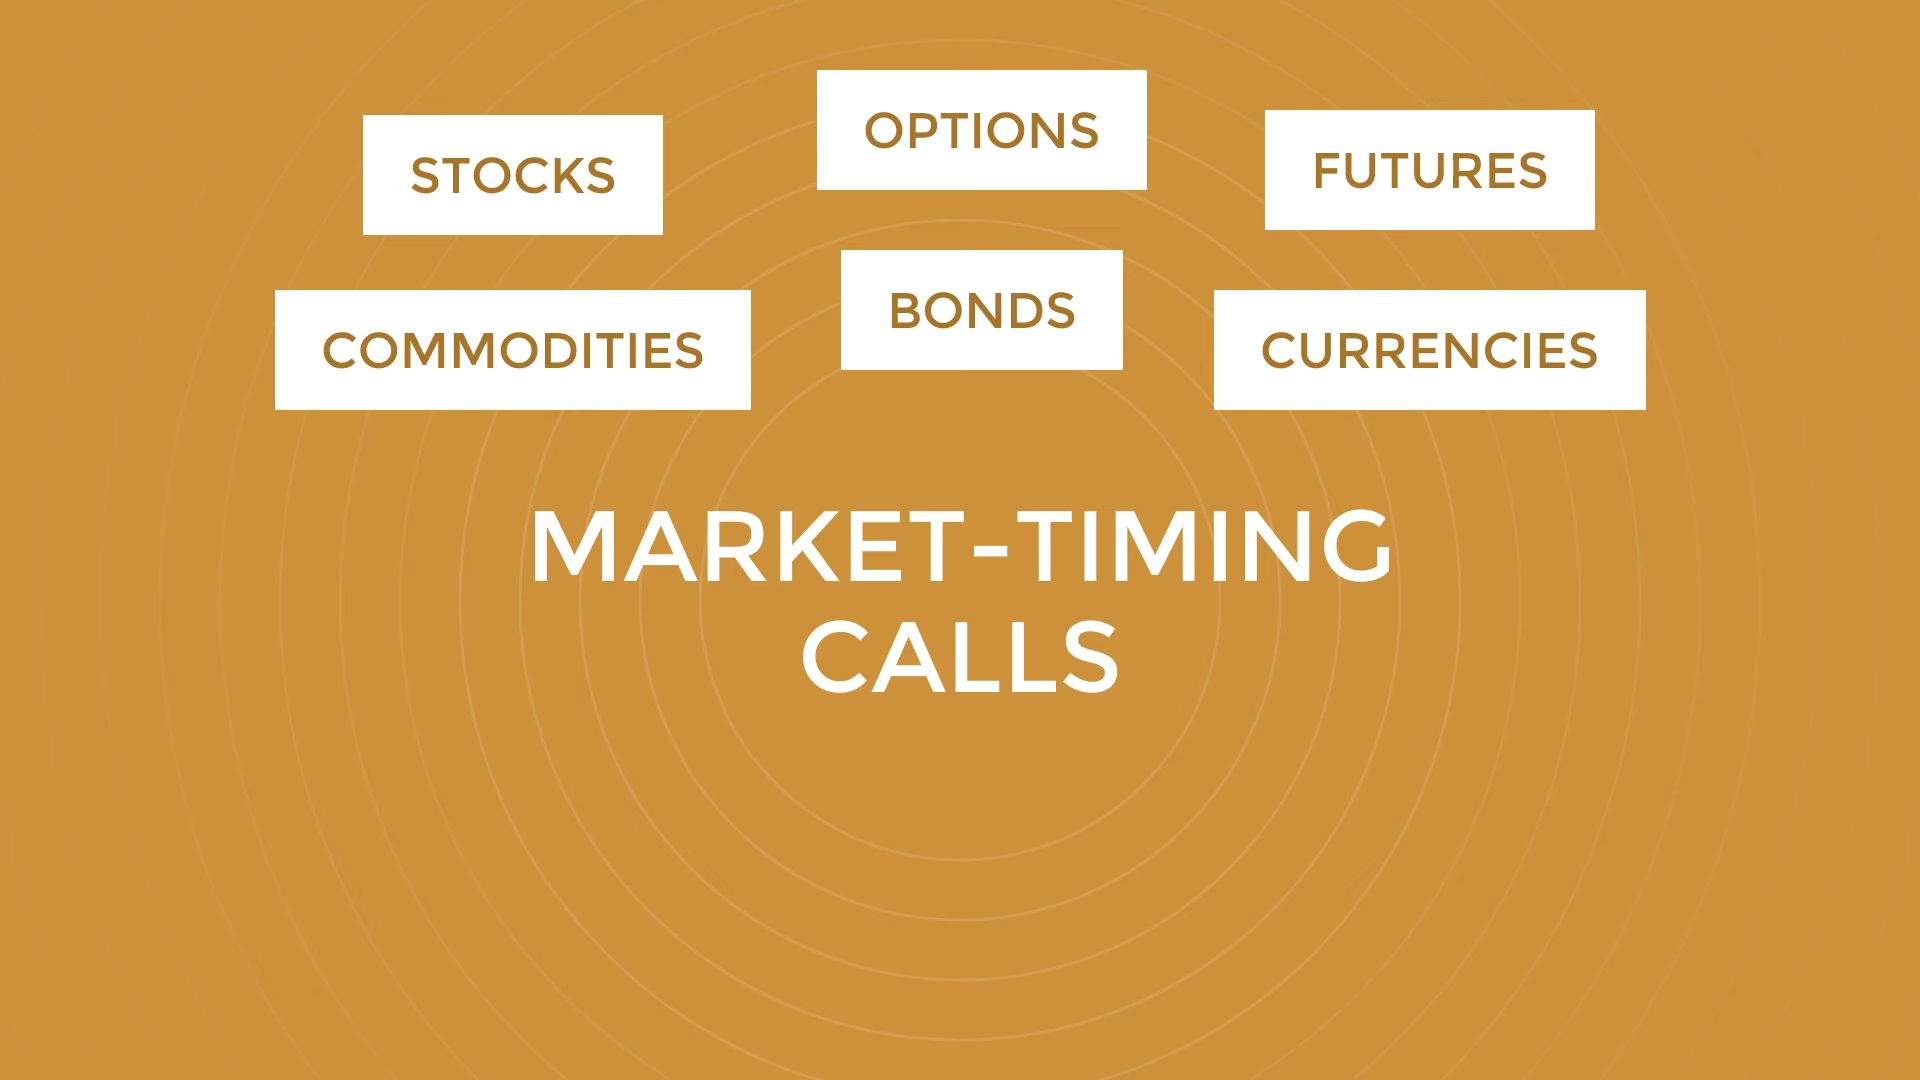 STOCKS
OPTIONS
FUTURES
COMMODITIES
BONDS
CURRENCIES
MARKET-TIMING
CALLS